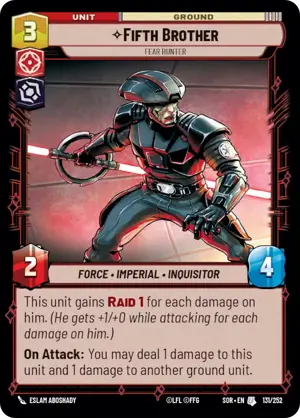 UNIT GROUND
3
✧FIFTH BROTHER
FEAR HUNTER
2
FORCE • IMPERIAL • INQUISITOR
4
This unit gains RAID 1 for each damage on
him. (He gets +1/+0 while attacking for each
damage on him.)
On Attack: You may deal 1 damage to this
unit and 1 damage to another ground unit.
ESLAM ABOSHADY ©LFL ©FFG SOR • EN U 131/252